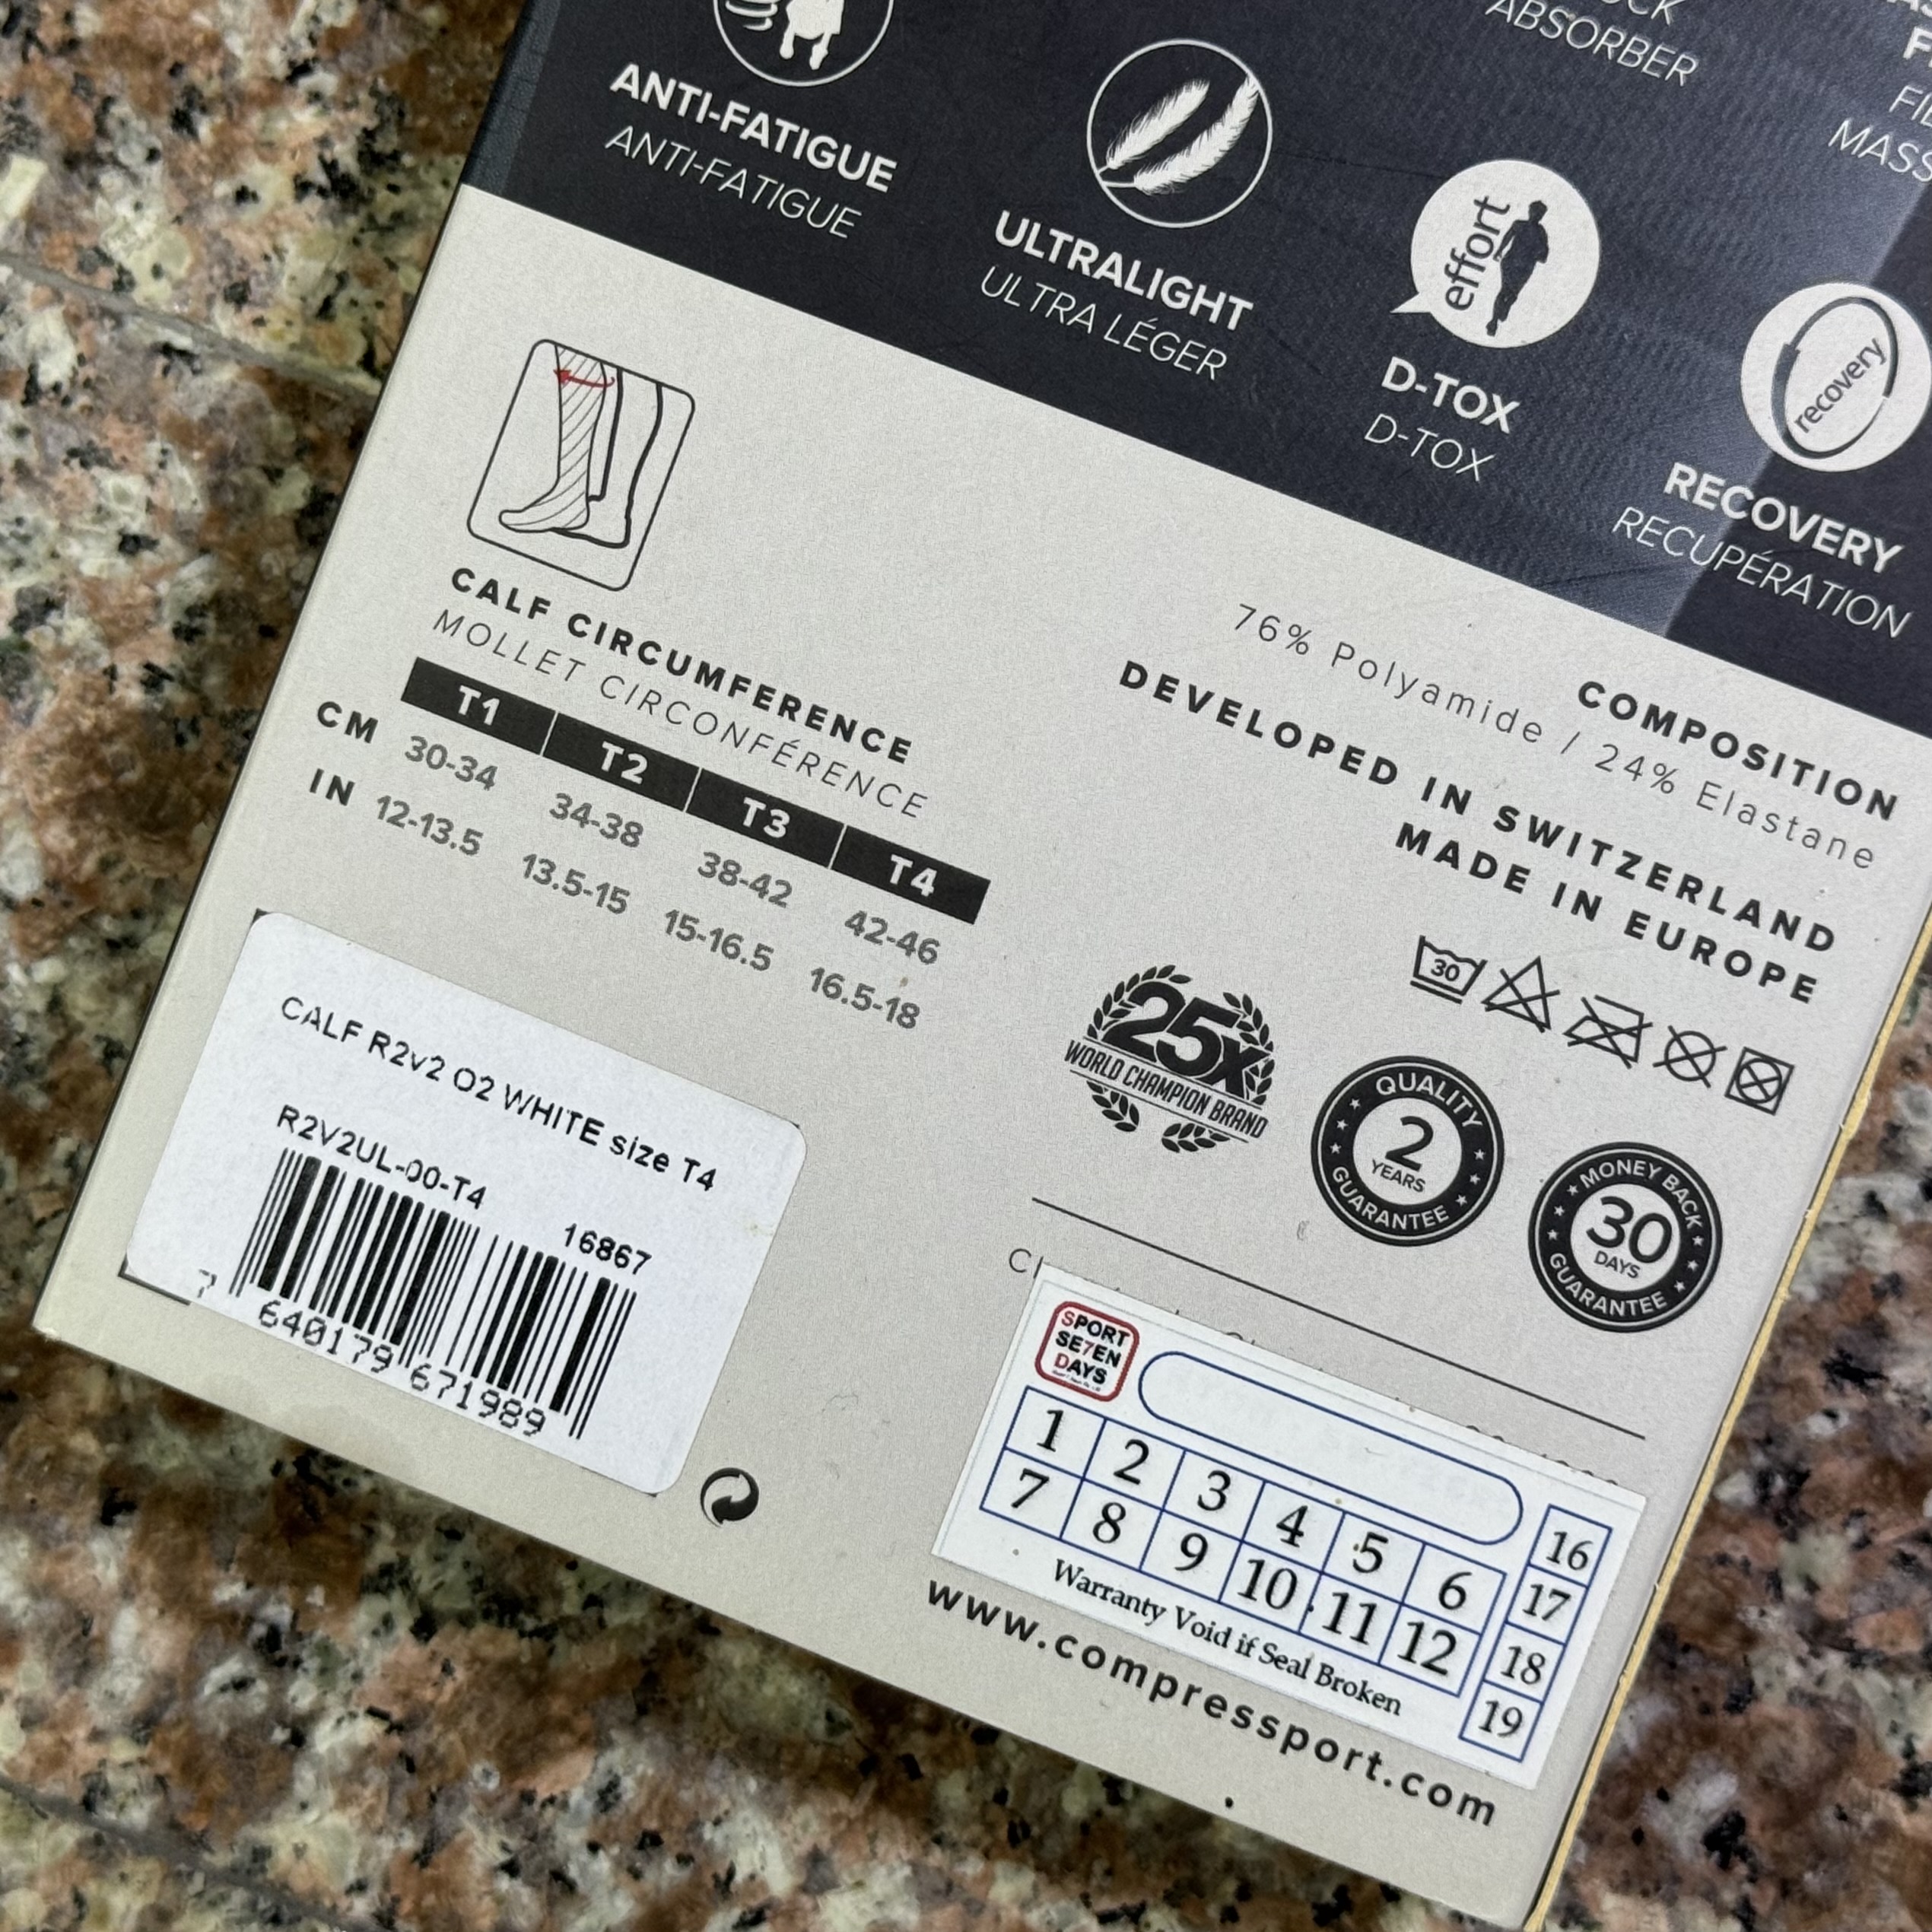 ABSORBER
ANTI-FATIGUE
ANTI-FATIGUE
ULTRALIGHT
ULTRA LÉGER
effort
D-TOX
D-TOX
recovery
RECOVERY
RECUPÉRATION
CALF CIRCUMFERENCE
MOLLET CIRCONFÉRENCE
T1 T2 T3 T4
CM 30-34 34-38 38-42 42-46
IN 12-13.5 13.5-15 15-16.5 16.5-18
COMPOSITION
76% Polyamide / 24% Elastane
DEVELOPED IN SWITZERLAND
MADE IN EUROPE
30
25X
WORLD CHAMPION BRAND
QUALITY
2
YEARS
GUARANTEE
MONEY BACK
30
DAYS
GUARANTEE
CALF R2v2 O2 WHITE size T4
R2V2UL-00-T4
16867
7 640179 671989
SPORT
SE7EN
DAYS
1 2 3 4 5 6
7 8 9 10 11 12
16
17
18
19
Warranty Void if Seal Broken
www.compressport.com